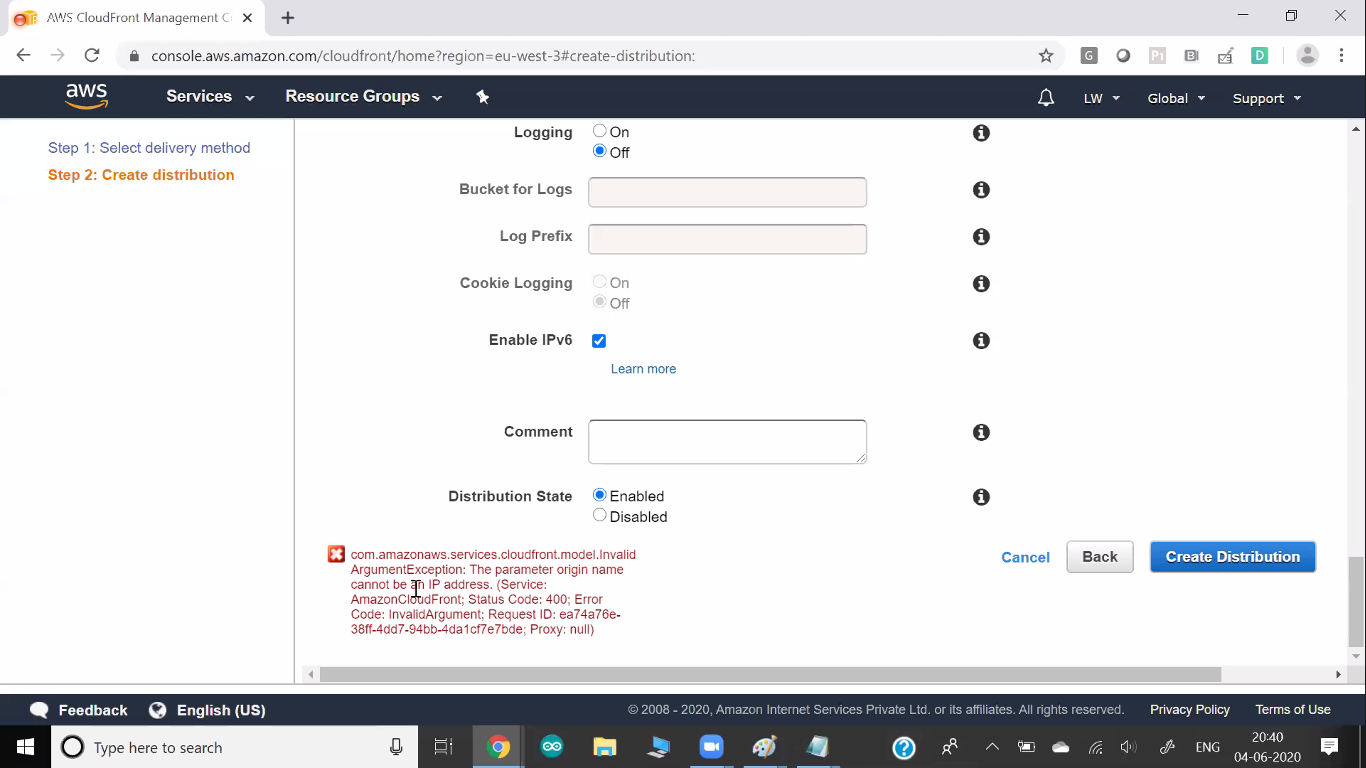 AWS CloudFront Management C
console.aws.amazon.com/cloudfront/home?region=eu-west-3#create-distribution:
aws
Services
Resource Groups
LW
Global
Support
Step 1: Select delivery method
Step 2: Create distribution
Logging
On
Off
Bucket for Logs
Log Prefix
Cookie Logging
On
Off
Enable IPv6
Learn more
Comment
Distribution State
Enabled
Disabled
com.amazonaws.services.cloudfront.model.Invalid
ArgumentException: The parameter origin name
cannot be an IP address. (Service:
AmazonCloudFront; Status Code: 400; Error
Code: InvalidArgument; Request ID: ea74a76e-
38ff-4dd7-94bb-4da1cf7e7bde; Proxy: null)
Cancel
Back
Create Distribution
Feedback
English (US)
© 2008 - 2020, Amazon Internet Services Private Ltd. or its affiliates. All rights reserved.
Privacy Policy
Terms of Use
Type here to search
ENG
20:40
04-06-2020